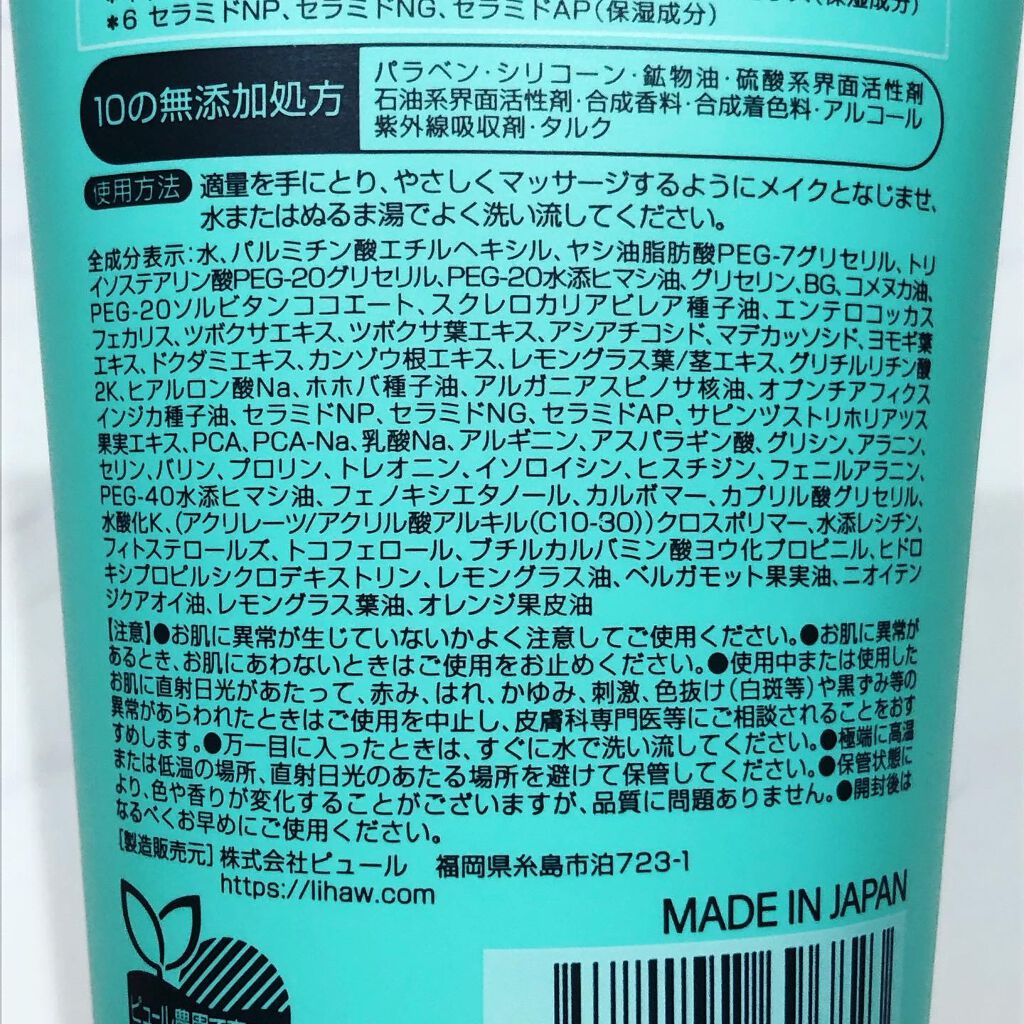 *6 セラミドNP、セラミドNG、セラミドAP(保湿成分)
10の無添加処方
パラベン・シリコーン・鉱物油・硫酸系界面活性剤
石油系界面活性剤・合成香料・合成着色料・アルコール
紫外線吸収剤・タルク
使用方法 適量を手にとり、やさしくマッサージするようにメイクとなじませ、
水またはぬるま湯でよく洗い流してください。
全成分表示:水、パルミチン酸エチルヘキシル、ヤシ油脂肪酸PEG-7グリセリル、トリ
イソステアリン酸PEG-20グリセリル、PEG-20水添ヒマシ油、グリセリン、BG、コメヌカ油、
PEG-20ソルビタンココエート、スクレロカリアビレア種子油、エンテロコッカス
フェカリス、ツボクサエキス、ツボクサ葉エキス、アシアチコシド、マデカッソシド、ヨモギ葉
エキス、ドクダミエキス、カンゾウ根エキス、レモングラス葉/茎エキス、グリチルリチン酸
2K、ヒアルロン酸Na、ホホバ種子油、アルガニアスピノサ核油、オプンチアフィクス
インジカ種子油、セラミドNP、セラミドNG、セラミドAP、サピンヅストリホリアツス
果実エキス、PCA、PCA-Na、乳酸Na、アルギニン、アスパラギン酸、グリシン、アラニン、
セリン、バリン、プロリン、トレオニン、イソロイシン、ヒスチジン、フェニルアラニン、
PEG-40水添ヒマシ油、フェノキシエタノール、カルボマー、カプリル酸グリセリル、
水酸化K、(アクリレーツ/アクリル酸アルキル(C10-30))クロスポリマー、水添レシチン、
フィトステロールズ、トコフェロール、ブチルカルバミン酸ヨウ化プロピニル、ヒドロ
キシプロピルシクロデキストリン、レモングラス油、ベルガモット果実油、ニオイテン
ジクアオイ油、レモングラス葉油、オレンジ果皮油
【注意】●お肌に異常が生じていないかよく注意してご使用ください。●お肌に異常が
あるとき、お肌にあわないときはご使用をお止めください。●使用中または使用した
お肌に直射日光があたって、赤み、はれ、かゆみ、刺激、色抜け(白斑等)や黒ずみ等の
異常があらわれたときはご使用を中止し、皮膚科専門医等にご相談されることをおす
すめします。●万一目に入ったときは、すぐに水で洗い流してください。●極端に高温
または低温の場所、直射日光のあたる場所を避けて保管してください。●保管状態に
より、色や香りが変化することがございますが、品質に問題ありません。●開封後は
なるべくお早めにご使用ください。
[製造販売元] 株式会社ピュール 福岡県糸島市泊723-1
https://lihaw.com
MADE IN JAPAN